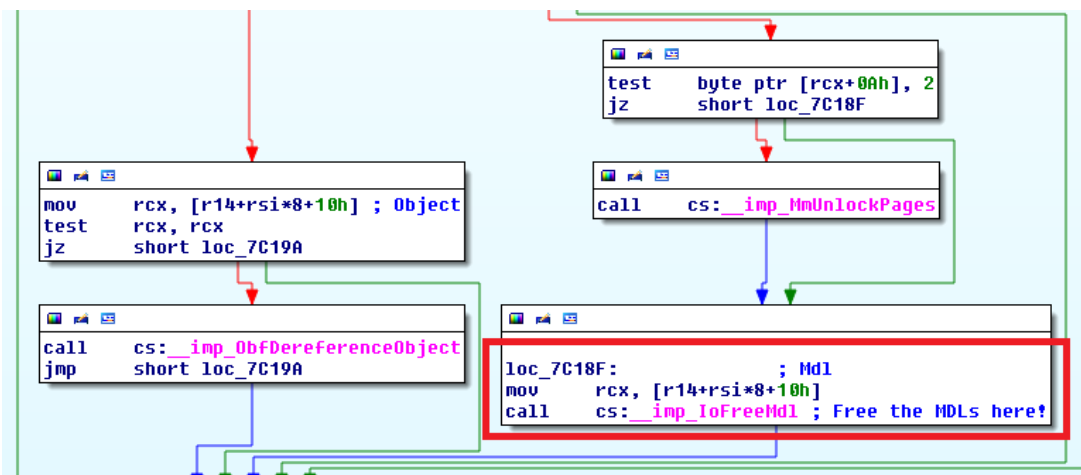 test    byte ptr [rcx+0Ah], 2
jz      short loc_7C18F
mov     rcx, [r14+rsi*8+10h] ; Object
test    rcx, rcx
jz      short loc_7C19A
call    cs:__imp_MmUnlockPages
call    cs:__imp_ObfDereferenceObject
jmp     short loc_7C19A
loc_7C18F:              ; Mdl
mov     rcx, [r14+rsi*8+10h]
call    cs:__imp_IoFreeMdl ; Free the MDLs here!